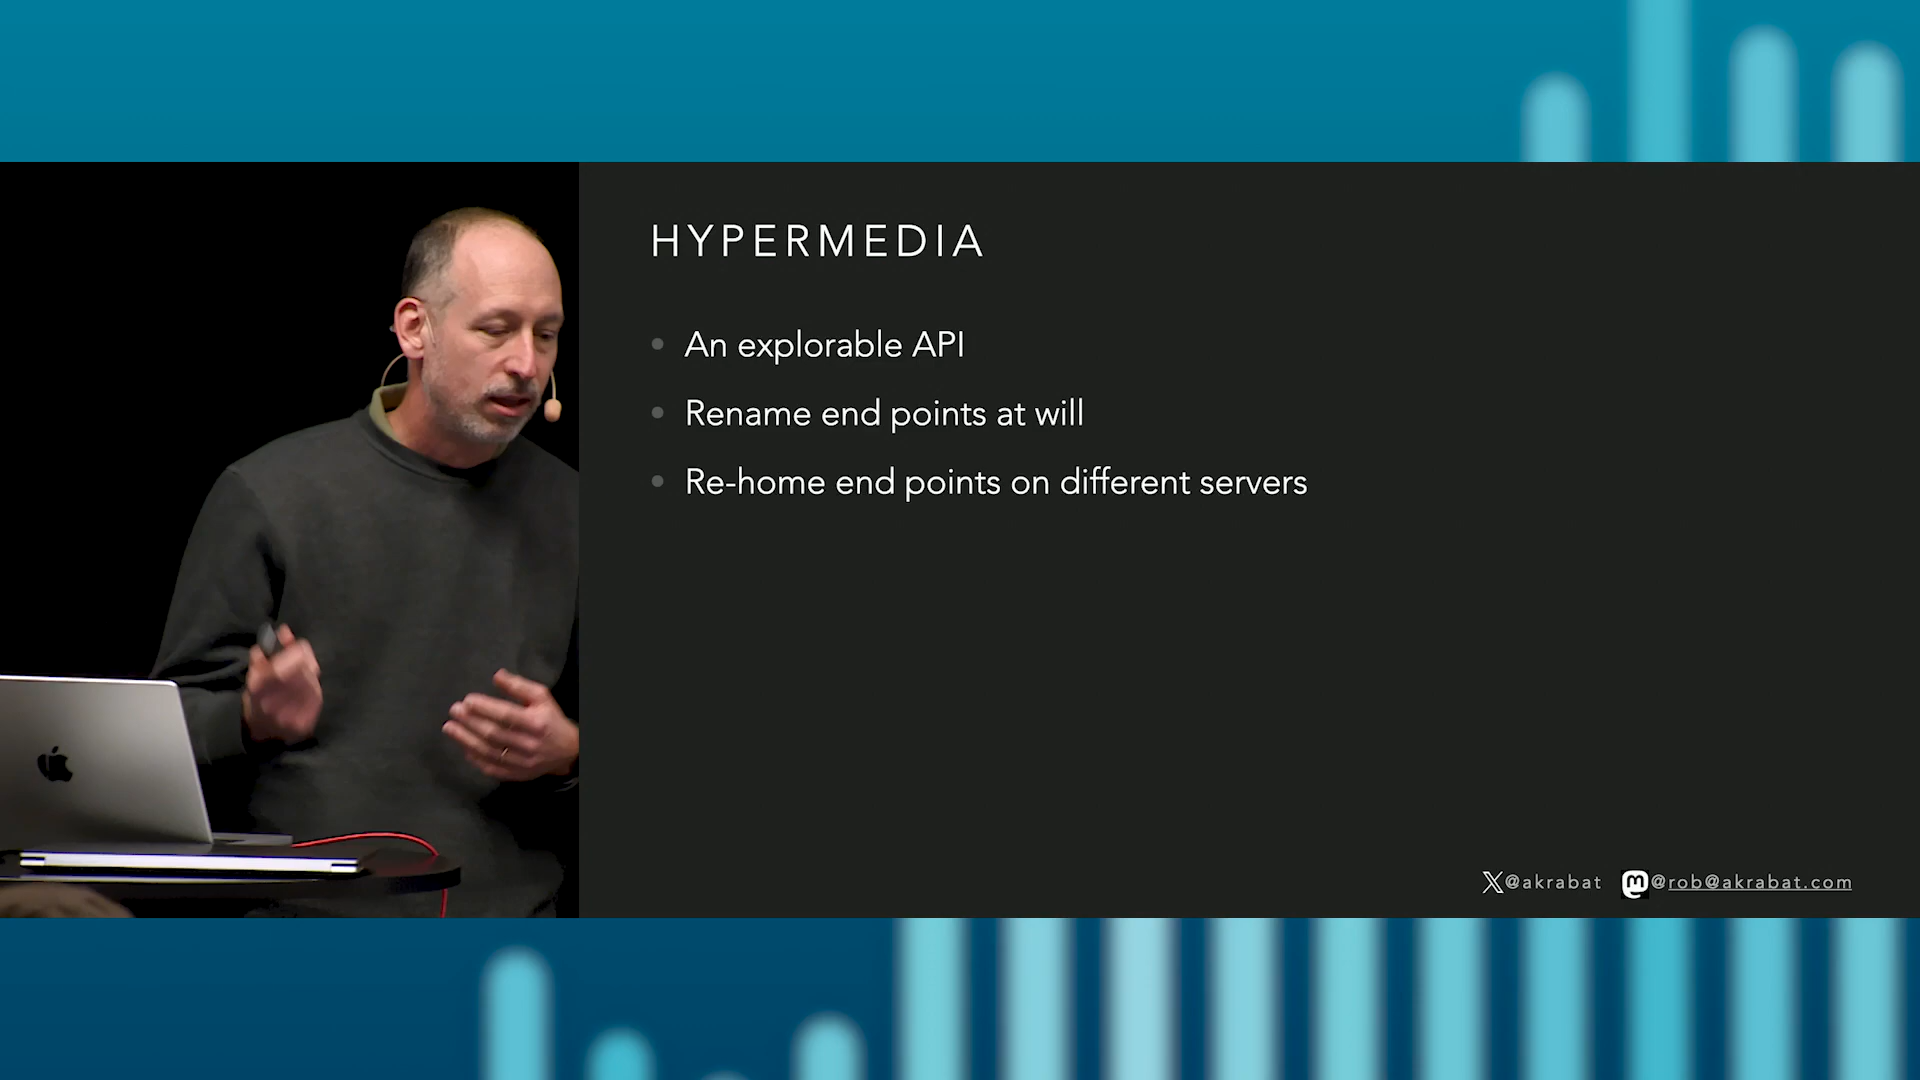 HYPERMEDIA
An explorable API
Rename end points at will
Re-home end points on different servers
@akrabat @rob@akrabat.com